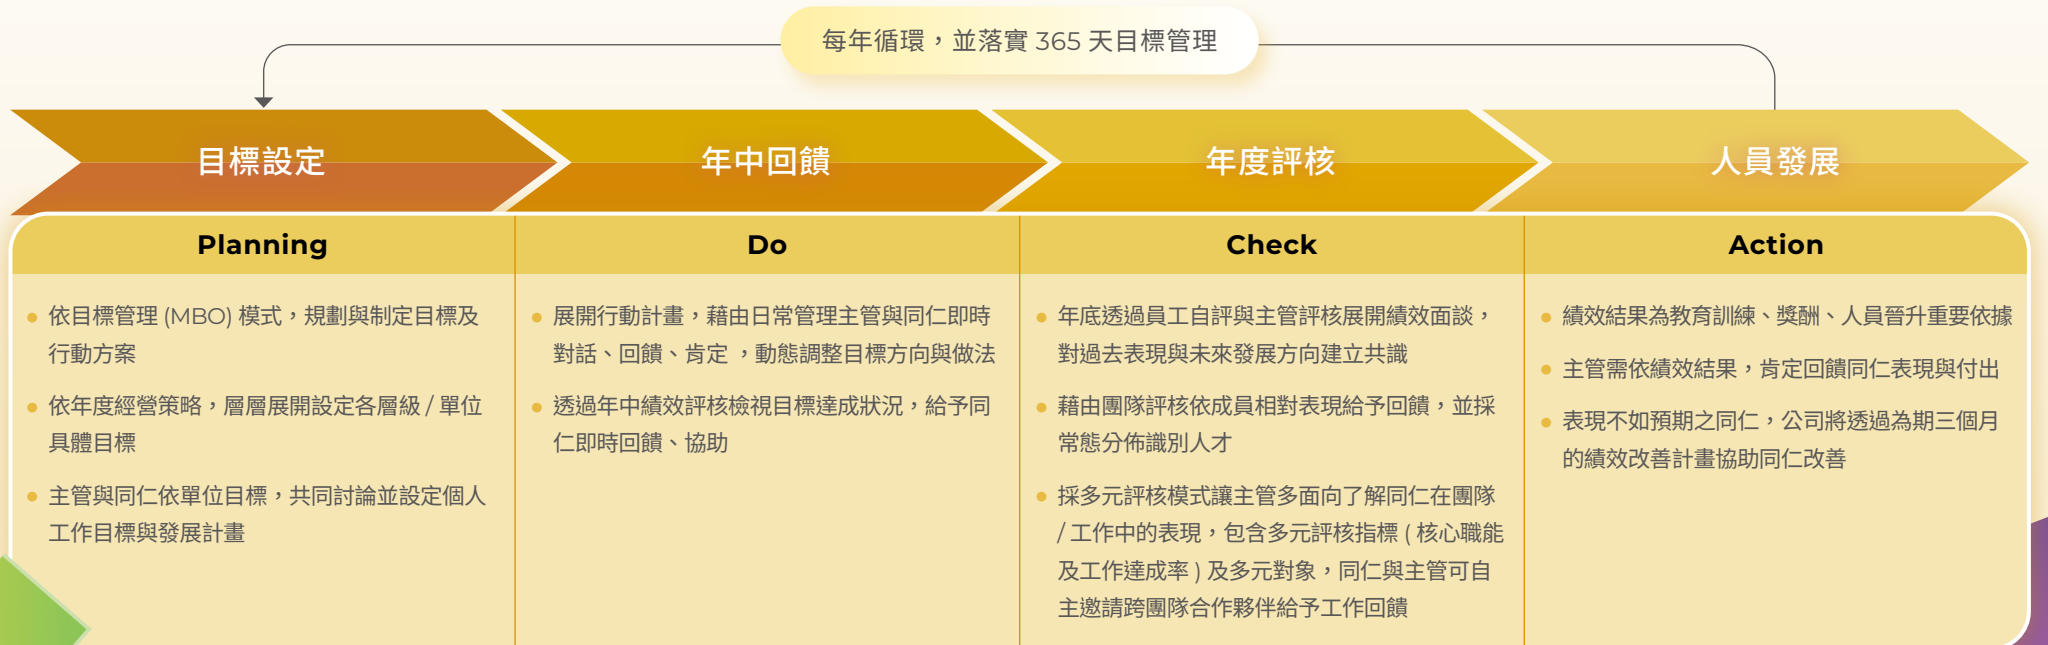 每年循環，並落實 365 天目標管理
目標設定
年中回饋
年度評核
人員發展
Planning
Do
Check
Action
依目標管理 (MBO) 模式，規劃與制定目標及
行動方案
依年度經營策略，層層展開設定各層級 / 單位
具體目標
主管與同仁依單位目標，共同討論並設定個人
工作目標與發展計畫
展開行動計畫，藉由日常管理主管與同仁即時
對話、回饋、肯定 ，動態調整目標方向與做法
透過年中績效評核檢視目標達成狀況，給予同
仁即時回饋、協助
年底透過員工自評與主管評核展開績效面談，
對過去表現與未來發展方向建立共識
藉由團隊評核依成員相對表現給予回饋，並採
常態分佈識別人才
採多元評核模式讓主管多面向了解同仁在團隊
/ 工作中的表現，包含多元評核指標 ( 核心職能
及工作達成率 ) 及多元對象，同仁與主管可自
主邀請跨團隊合作夥伴給予工作回饋
績效結果為教育訓練、獎酬、人員晉升重要依據
主管需依績效結果，肯定回饋同仁表現與付出
表現不如預期之同仁，公司將透過為期三個月
的績效改善計畫協助同仁改善